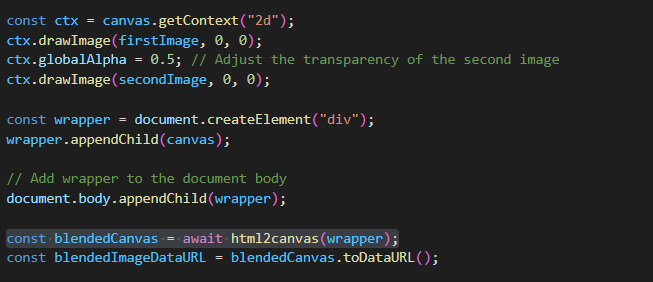 const ctx = canvas.getContext("2d");
ctx.drawImage(firstImage, 0, 0);
ctx.globalAlpha = 0.5; // Adjust the transparency of the second image
ctx.drawImage(secondImage, 0, 0);
const wrapper = document.createElement("div");
wrapper.appendChild(canvas);
// Add wrapper to the document body
document.body.appendChild(wrapper);
const blendedCanvas = await html2canvas(wrapper);
const blendedImageDataURL = blendedCanvas.toDataURL();